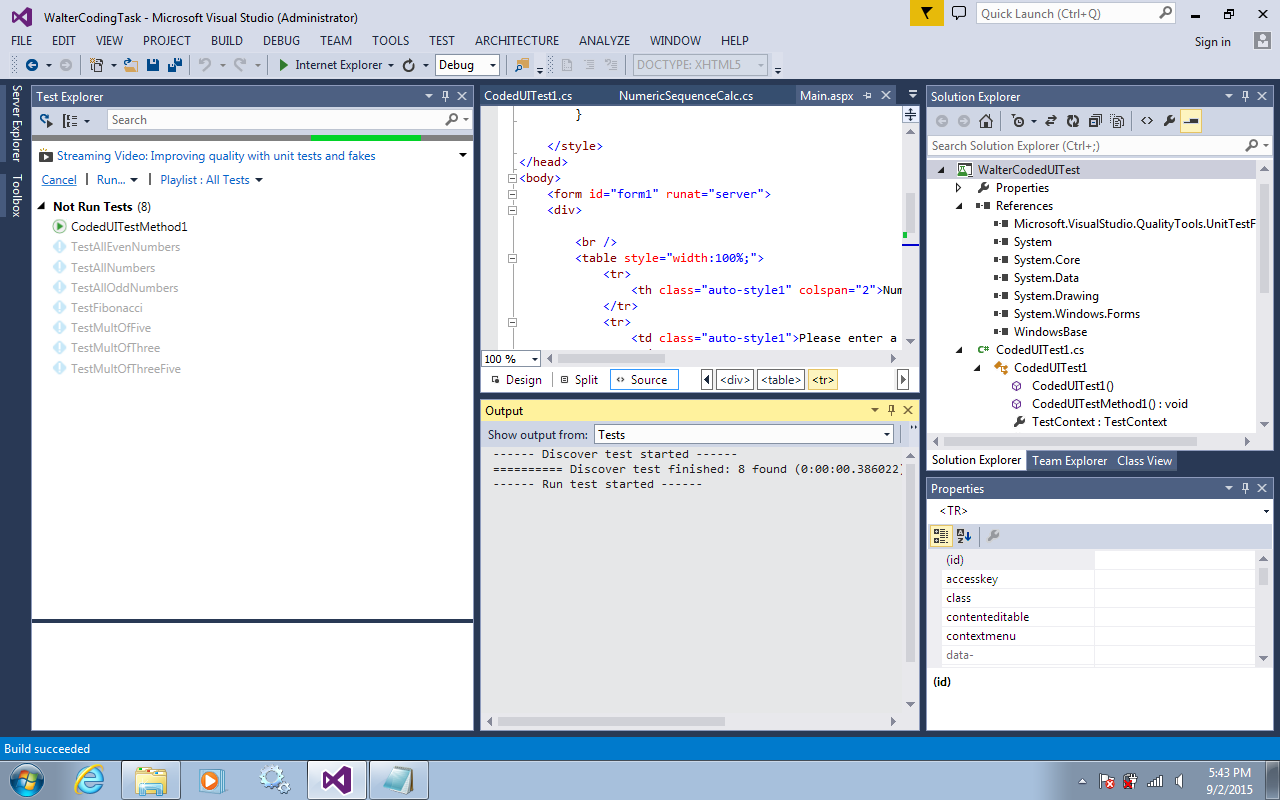 WalterCodingTask - Microsoft Visual Studio (Administrator)
Quick Launch (Ctrl+Q)
FILE EDIT VIEW PROJECT BUILD DEBUG TEAM TOOLS TEST ARCHITECTURE ANALYZE WINDOW HELP
Sign in
Internet Explorer Debug DOCTYPE: XHTML5
Server Explorer
Toolbox
Test Explorer
Search
Streaming Video: Improving quality with unit tests and fakes
Cancel | Run... | Playlist : All Tests
Not Run Tests (8)
CodedUITestMethod1
TestAllEvenNumbers
TestAllNumbers
TestAllOddNumbers
TestFibonacci
TestMultOfFive
TestMultOfThree
TestMultOfThreeFive
CodedUITest1.cs NumericSequenceCalc.cs Main.aspx
}
</style>
</head>
<body>
<form id="form1" runat="server">
<div>
<br />
<table style="width:100%;">
<tr>
<th class="auto-style1" colspan="2">Num
</tr>
<tr>
<td class="auto-style1">Please enter a
100 %
Design Split Source <div> <table> <tr>
Output
Show output from: Tests
------ Discover test started ------
========== Discover test finished: 8 found (0:00:00.386022)
------ Run test started ------
Solution Explorer
Search Solution Explorer (Ctrl+;)
WalterCodedUITest
Properties
References
Microsoft.VisualStudio.QualityTools.UnitTestF
System
System.Core
System.Data
System.Drawing
System.Windows.Forms
WindowsBase
C# CodedUITest1.cs
CodedUITest1
CodedUITest1()
CodedUITestMethod1() : void
TestContext : TestContext
Solution Explorer Team Explorer Class View
Properties
<TR>
(id)
accesskey
class
contenteditable
contextmenu
data-
(id)
Build succeeded
5:43 PM
9/2/2015